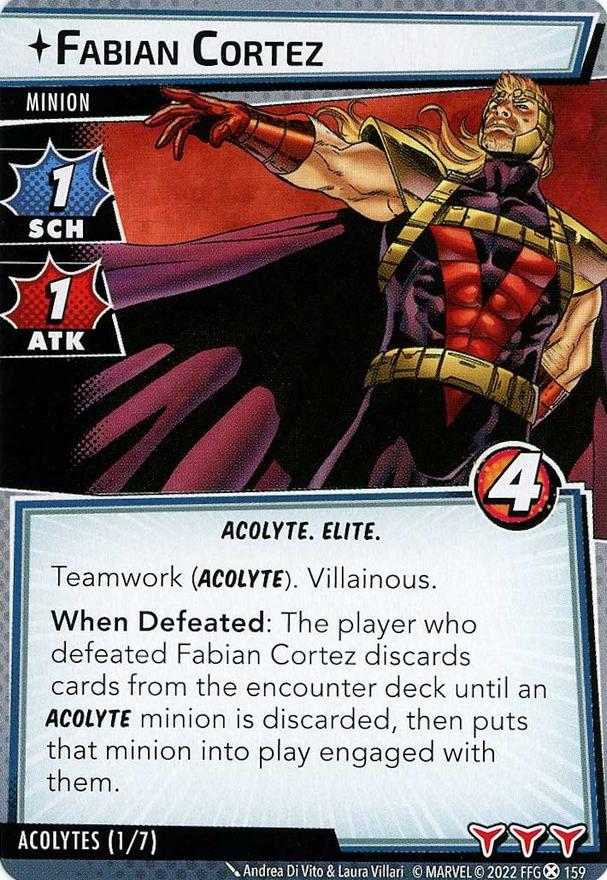 FABIAN CORTEZ
MINION
1
SCH
1
ATK
4
ACOLYTE. ELITE.
Teamwork (ACOLYTE). Villainous.
When Defeated: The player who
defeated Fabian Cortez discards
cards from the encounter deck until an
ACOLYTE minion is discarded, then puts
that minion into play engaged with
them.
ACOLYTES (1/7)
Andrea Di Vito & Laura Villari © MARVEL © 2022 FFG 159